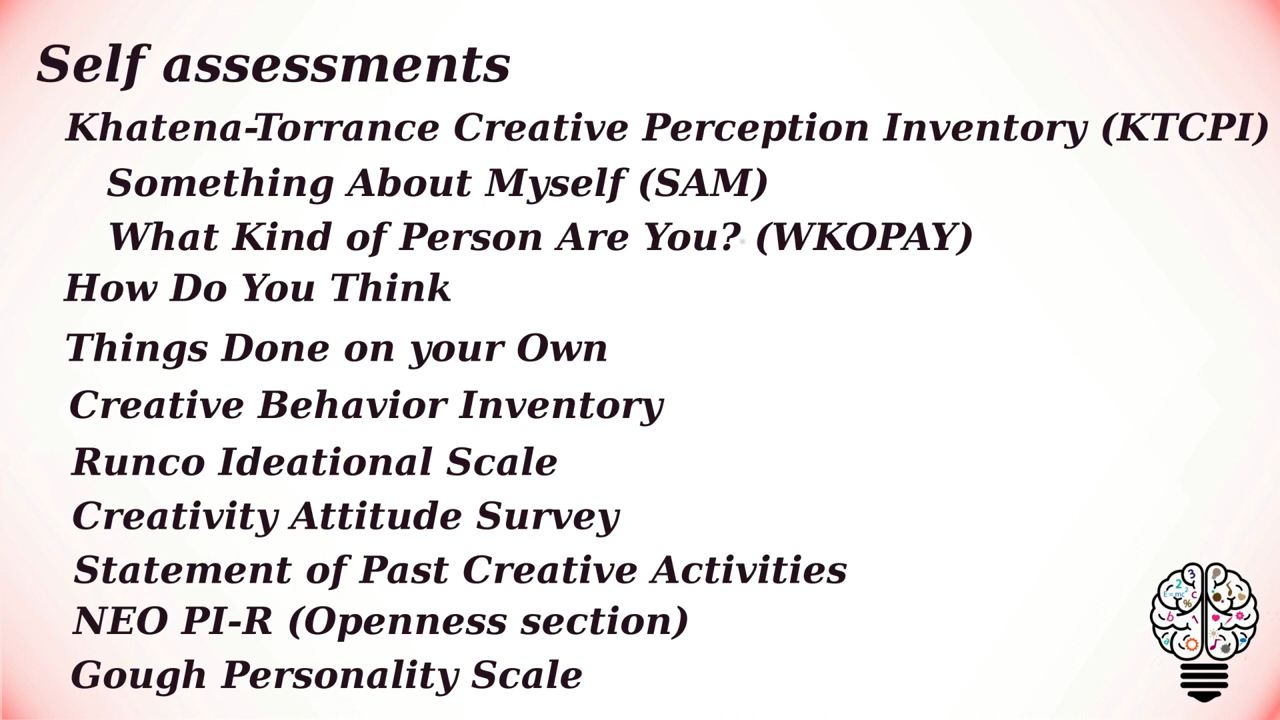 Self assessments
Khatena-Torrance Creative Perception Inventory (KTCPI)
Something About Myself (SAM)
What Kind of Person Are You? (WKOPAY)
How Do You Think
Things Done on your Own
Creative Behavior Inventory
Runco Ideational Scale
Creativity Attitude Survey
Statement of Past Creative Activities
NEO PI-R (Openness section)
Gough Personality Scale